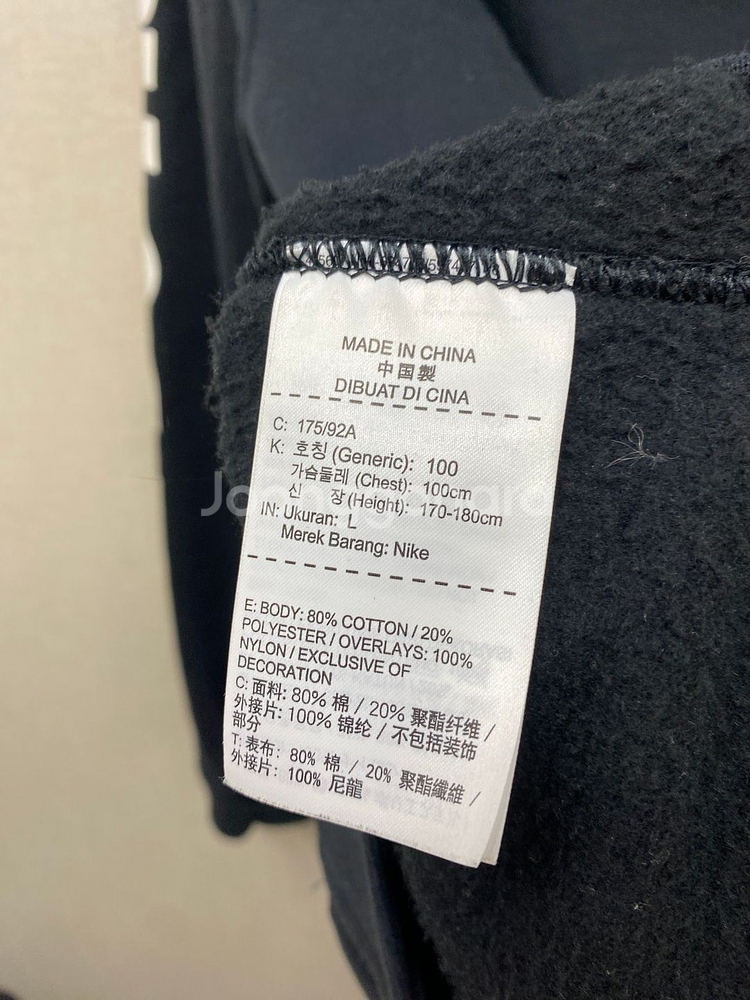 MADE IN CHINA
中国製
DIBUAT DI CINA
C: 175/92A
K: 호칭 (Generic): 100
가슴둘레 (Chest): 100cm
신 장 (Height): 170-180cm
IN: Ukuran: L
Merek Barang: Nike
E: BODY: 80% COTTON / 20%
POLYESTER / OVERLAYS: 100%
NYLON / EXCLUSIVE OF
DECORATION
C: 面料: 80% 棉 / 20% 聚酯纤维 /
外接片: 100% 锦纶 / 不包括装饰
部分
T: 表布: 80% 棉 / 20% 聚酯纖維 /
外接片: 100% 尼龍